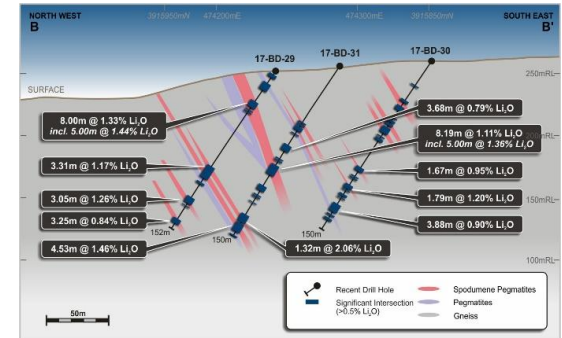 NORTH WEST
B
3915950mN
474200mE
474300mE
3915850mN
SOUTH EAST
B'
17-BD-29
17-BD-31
17-BD-30
250mRL
SURFACE
8.00m @ 1.33% Li₂O
incl. 5.00m @ 1.44% Li₂O
3.68m @ 0.79% Li₂O
8.19m @ 1.11% Li₂O
incl. 5.00m @ 1.36% Li₂O
200mRL
3.31m @ 1.17% Li₂O
1.67m @ 0.95% Li₂O
3.05m @ 1.26% Li₂O
1.79m @ 1.20% Li₂O
150mRL
3.25m @ 0.84% Li₂O
3.88m @ 0.90% Li₂O
152m
150m
150m
4.53m @ 1.46% Li₂O
1.32m @ 2.06% Li₂O
100mRL
Recent Drill Hole
Significant Intersection
(>0.5% Li₂O)
Spodumene Pegmatites
Pegmatites
Gneiss
50m